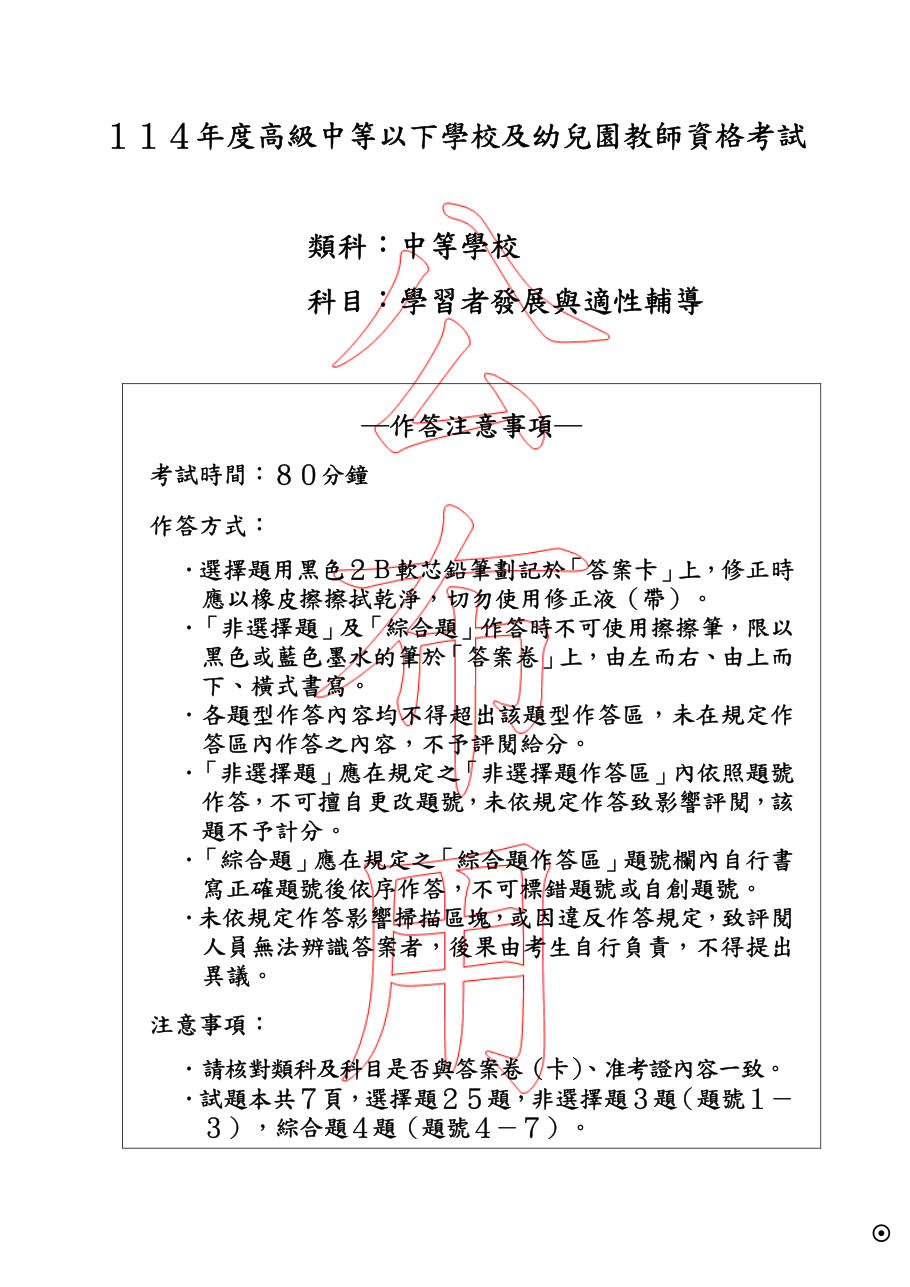 １１４年度高級中等以下學校及幼兒園教師資格考試
類科：中等學校
科目：學習者發展與適性輔導
公布用
—作答注意事項—
考試時間：８０分鐘
作答方式：
·選擇題用黑色２Ｂ軟芯鉛筆劃記於「答案卡」上，修正時
應以橡皮擦擦拭乾淨，切勿使用修正液（帶）。
·「非選擇題」及「綜合題」作答時不可使用擦擦筆，限以
黑色或藍色墨水的筆於「答案卷」上，由左而右、由上而
下、橫式書寫。
·各題型作答內容均不得超出該題型作答區，未在規定作
答區內作答之內容，不予評閱給分。
·「非選擇題」應在規定之「非選擇題作答區」內依照題號
作答，不可擅自更改題號，未依規定作答致影響評閱，該
題不予計分。
·「綜合題」應在規定之「綜合題作答區」題號欄內自行書
寫正確題號後依序作答，不可標錯題號或自創題號。
·未依規定作答影響掃描區塊，或因違反作答規定，致評閱
人員無法辨識答案者，後果由考生自行負責，不得提出
異議。
注意事項：
·請核對類科及科目是否與答案卷（卡）、准考證內容一致。
·試題本共７頁，選擇題２５題，非選擇題３題（題號１－
３），綜合題４題（題號４－７）。